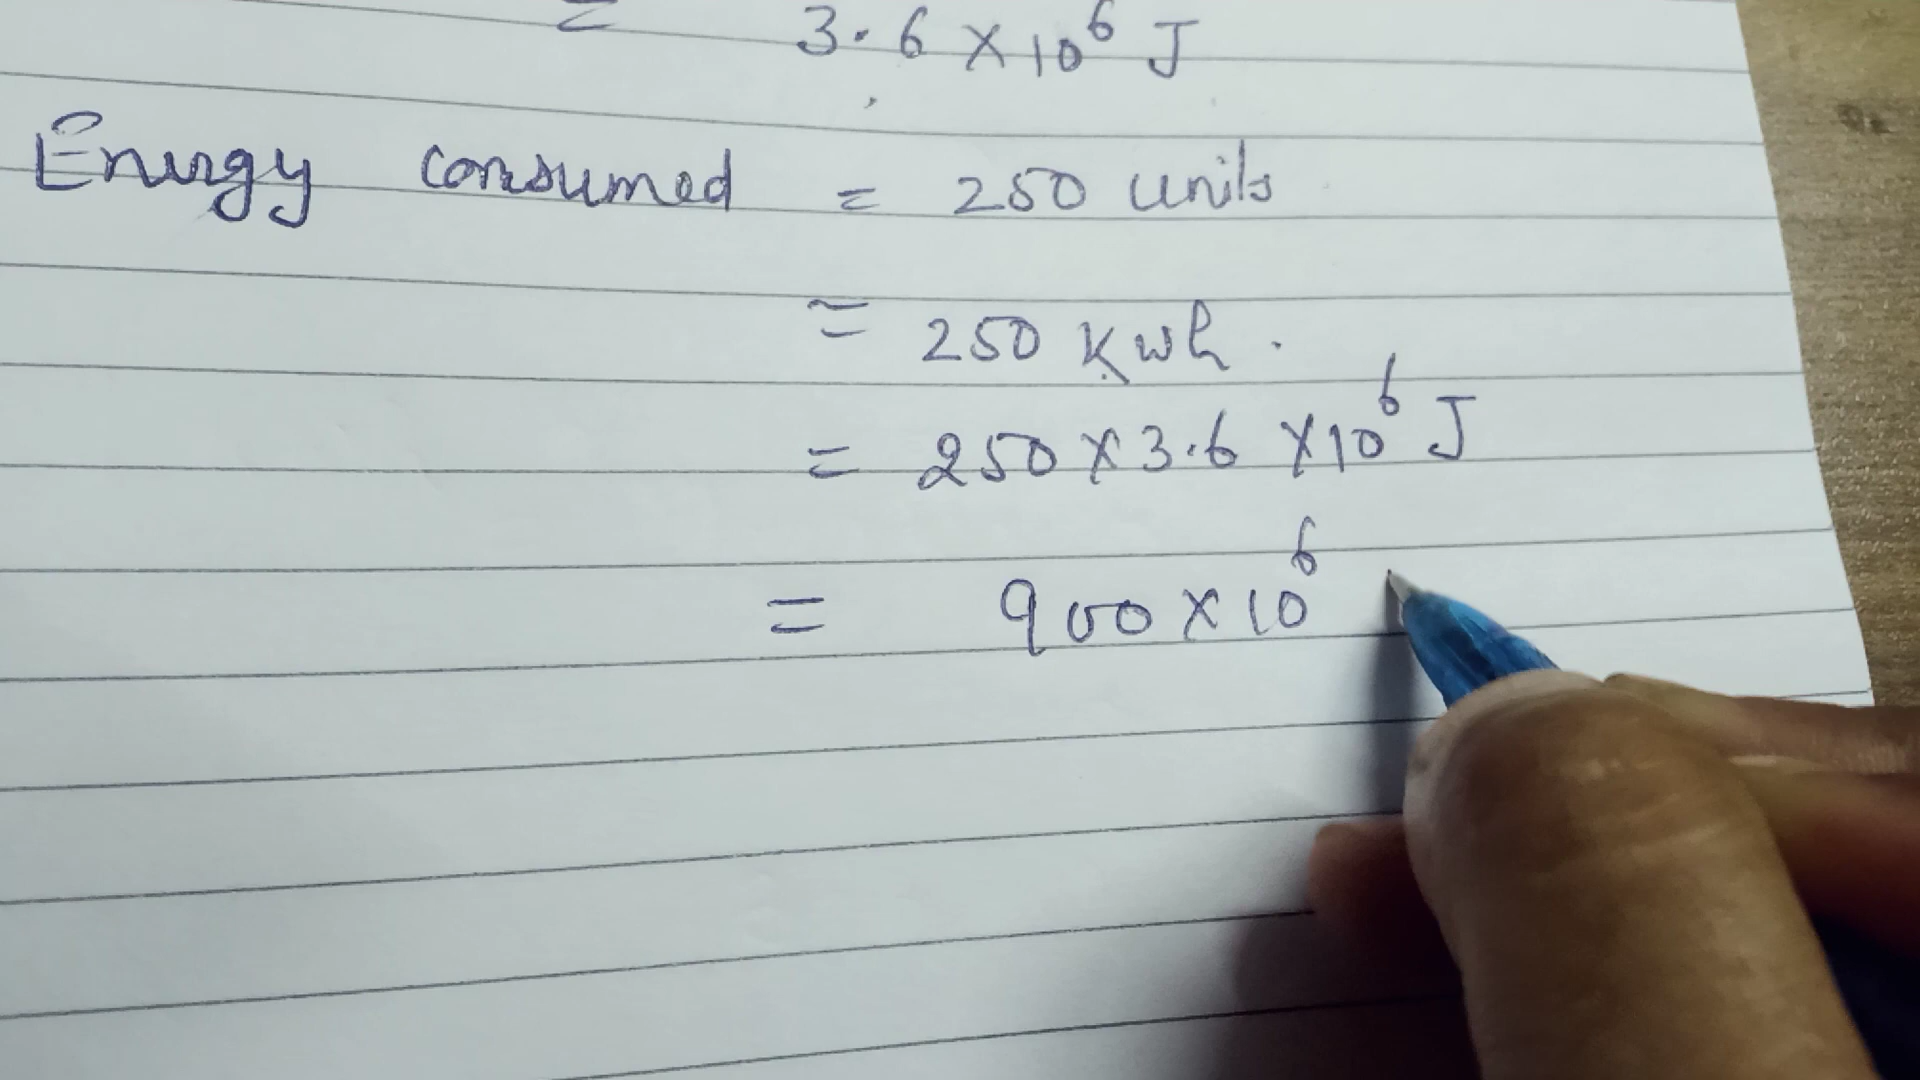 = 3.6 × 10⁶ J
Energy consumed = 250 units
= 250 Kwh.
= 250 × 3.6 × 10⁶ J
= 900 × 10⁶